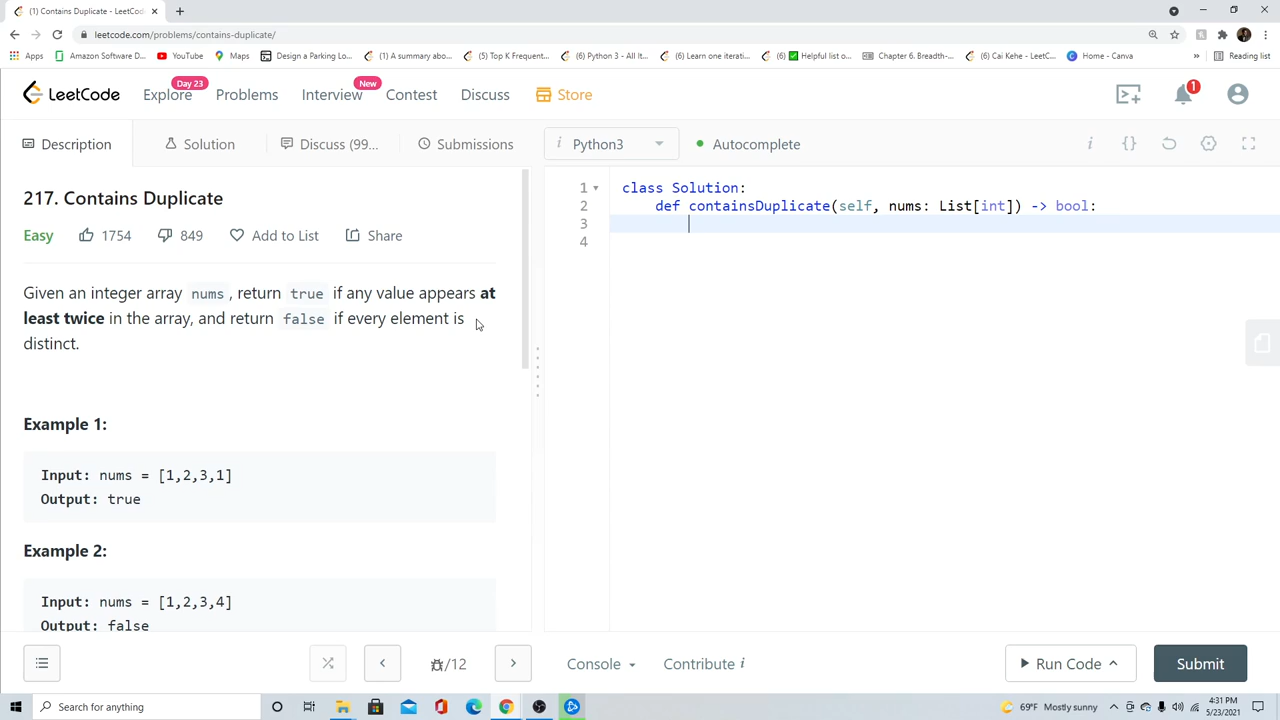 (1) Contains Duplicate - LeetCod
leetcode.com/problems/contains-duplicate/
Apps Amazon Software D... YouTube Maps Design a Parking Lo... (1) A summary abo... (5) Top K Frequent... (6) Python 3 - All It... (6) Learn one iterati... (6) ✅ Helpful list o... Chapter 6. Breadth-... (6) Cai Kehe - LeetC... Home - Canva » Reading list
LeetCode Explore Day 23 Problems Interview New Contest Discuss Store 1
Description Solution Discuss (99... Submissions i Python3 Autocomplete i {}
217. Contains Duplicate
Easy 1754 849 Add to List Share
Given an integer array nums, return true if any value appears at
least twice in the array, and return false if every element is
distinct.
Example 1:
Input: nums = [1,2,3,1]
Output: true
Example 2:
Input: nums = [1,2,3,4]
Output: false
1 class Solution:
2 def containsDuplicate(self, nums: List[int]) -> bool:
3
4
/12 Console Contribute i Run Code Submit
Search for anything 69°F Mostly sunny 4:31 PM
5/23/2021